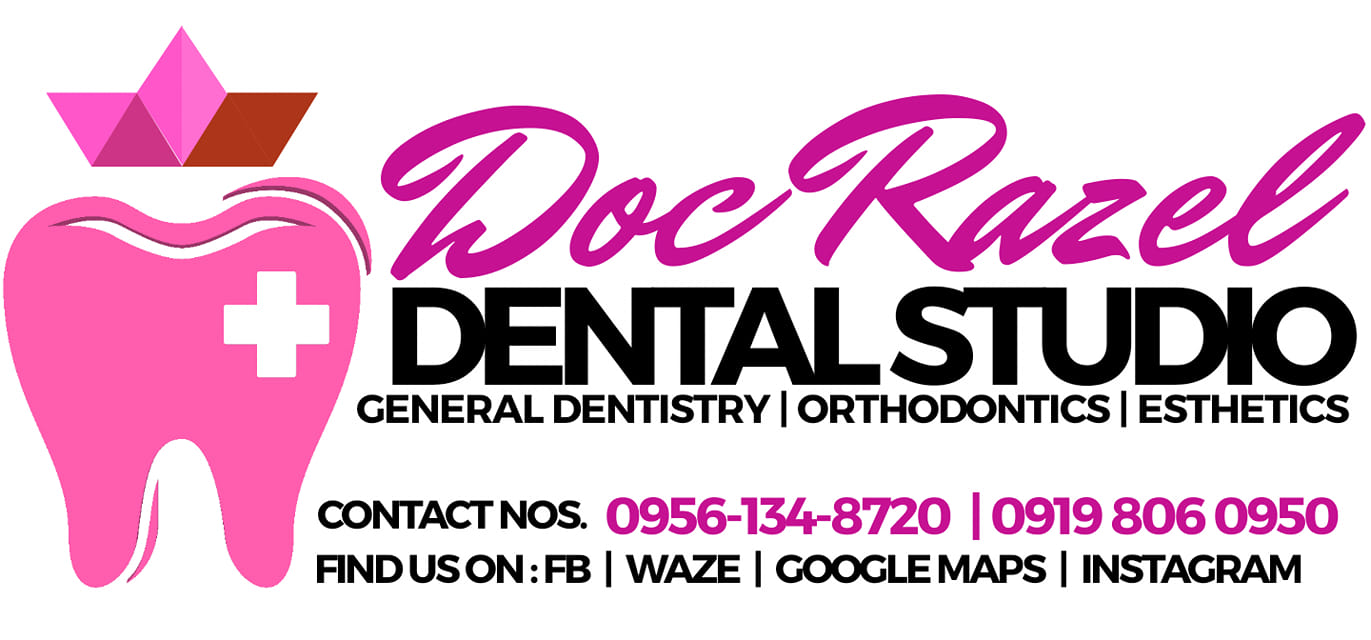 Doc Razel
DENTAL STUDIO
GENERAL DENTISTRY | ORTHODONTICS | ESTHETICS
CONTACT NOS. 0956-134-8720 | 0919 806 0950
FIND US ON : FB | WAZE | GOOGLE MAPS | INSTAGRAM